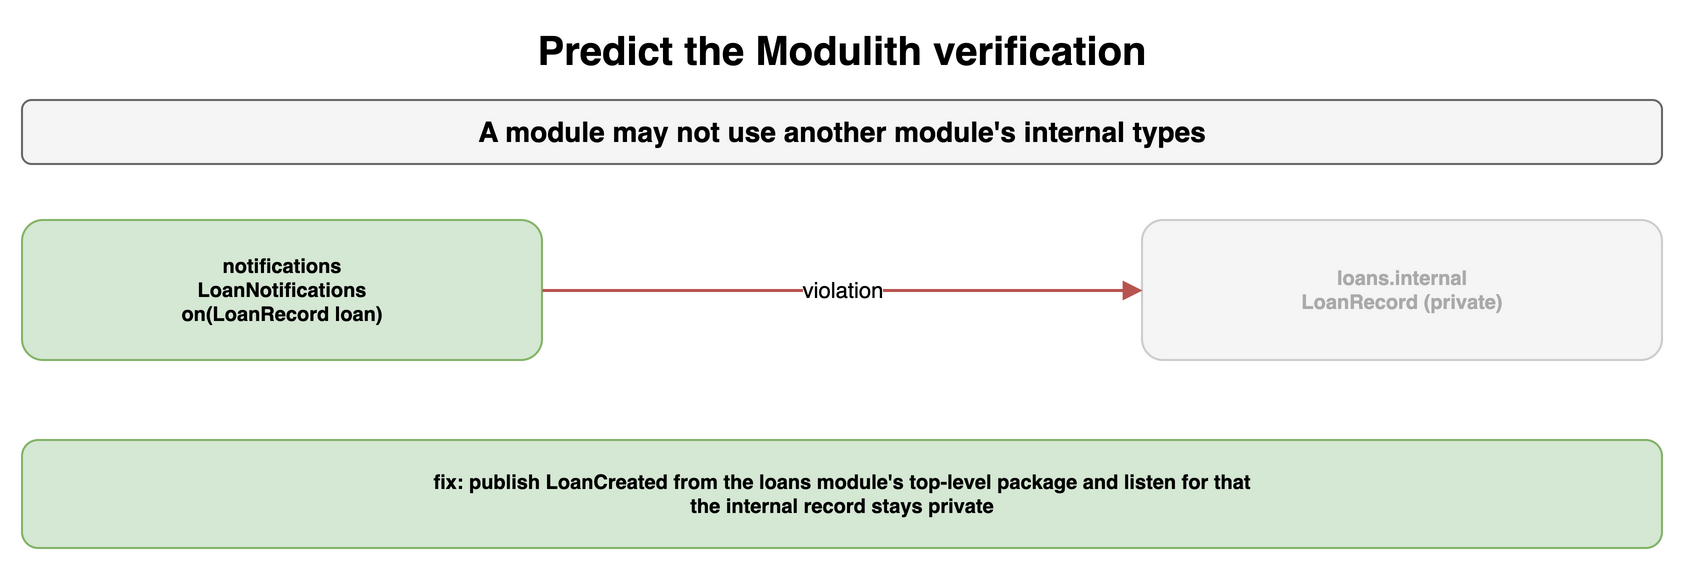 Predict the Modulith verification
A module may not use another module's internal types
notifications
LoanNotifications
on(LoanRecord loan)
violation
loans.internal
LoanRecord (private)
fix: publish LoanCreated from the loans module's top-level package and listen for that
the internal record stays private